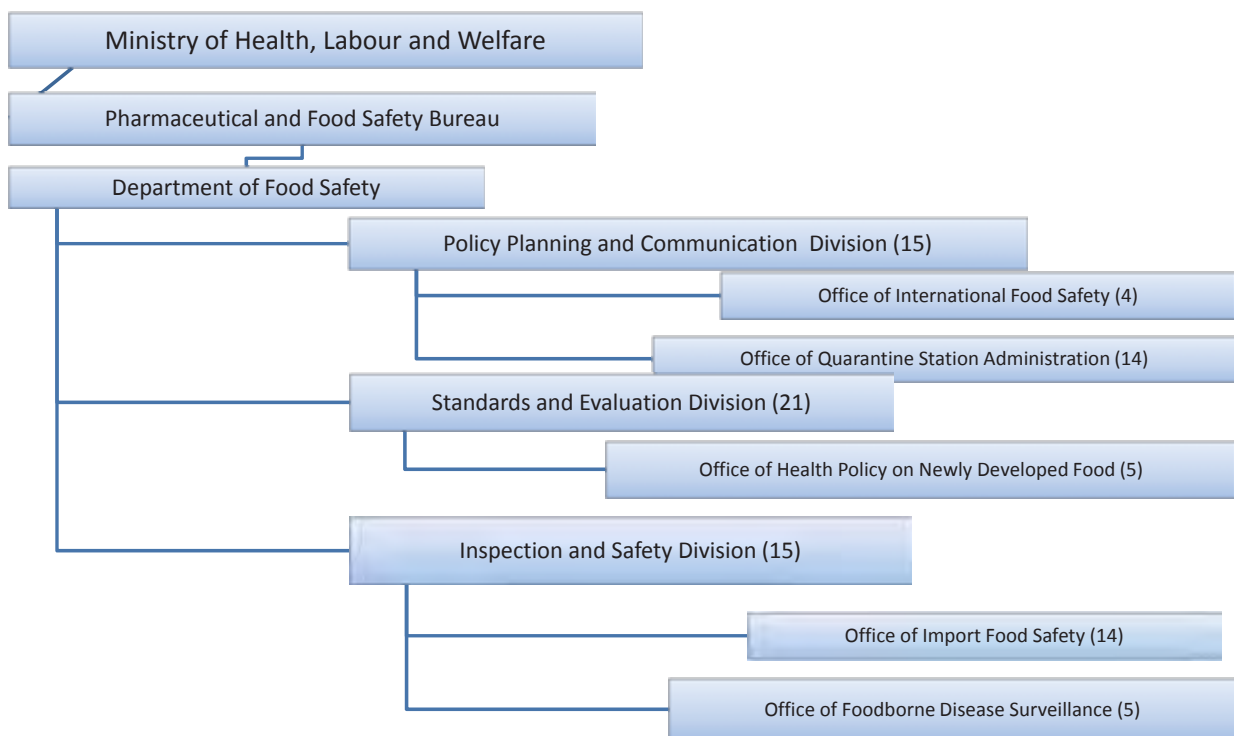 Ministry of Health, Labour and Welfare
Pharmaceutical and Food Safety Bureau
Department of Food Safety
Policy Planning and Communication Division (15)
Office of International Food Safety (4)
Office of Quarantine Station Administration (14)
Standards and Evaluation Division (21)
Office of Health Policy on Newly Developed Food (5)
Inspection and Safety Division (15)
Office of Import Food Safety (14)
Office of Foodborne Disease Surveillance (5)